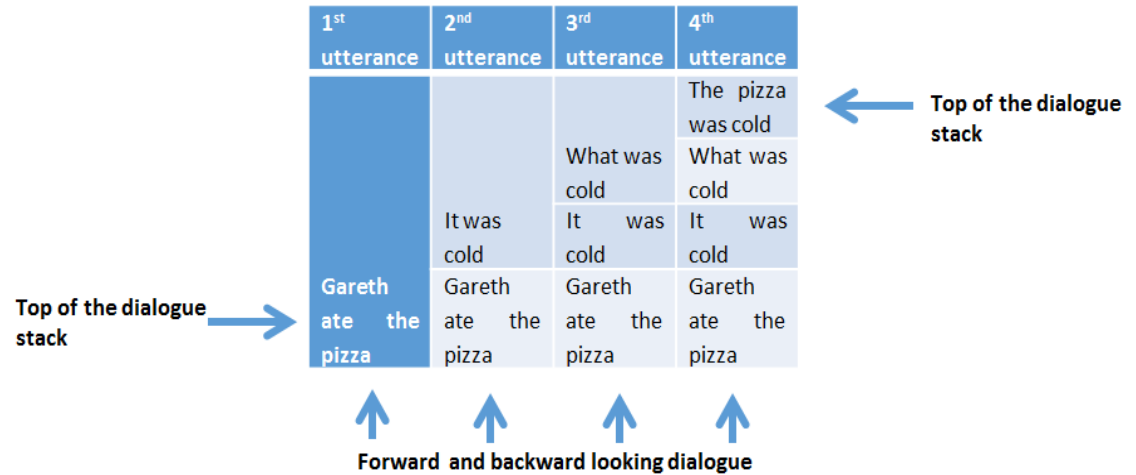 1st utterance
2nd utterance
3rd utterance
4th utterance
The pizza
was cold
What was
cold
What was
cold
It was
cold
It was
cold
It was
cold
Gareth
ate the
pizza
Gareth
ate the
pizza
Gareth
ate the
pizza
Gareth
ate the
pizza
Top of the dialogue
stack
Top of the dialogue
stack
Forward and backward looking dialogue